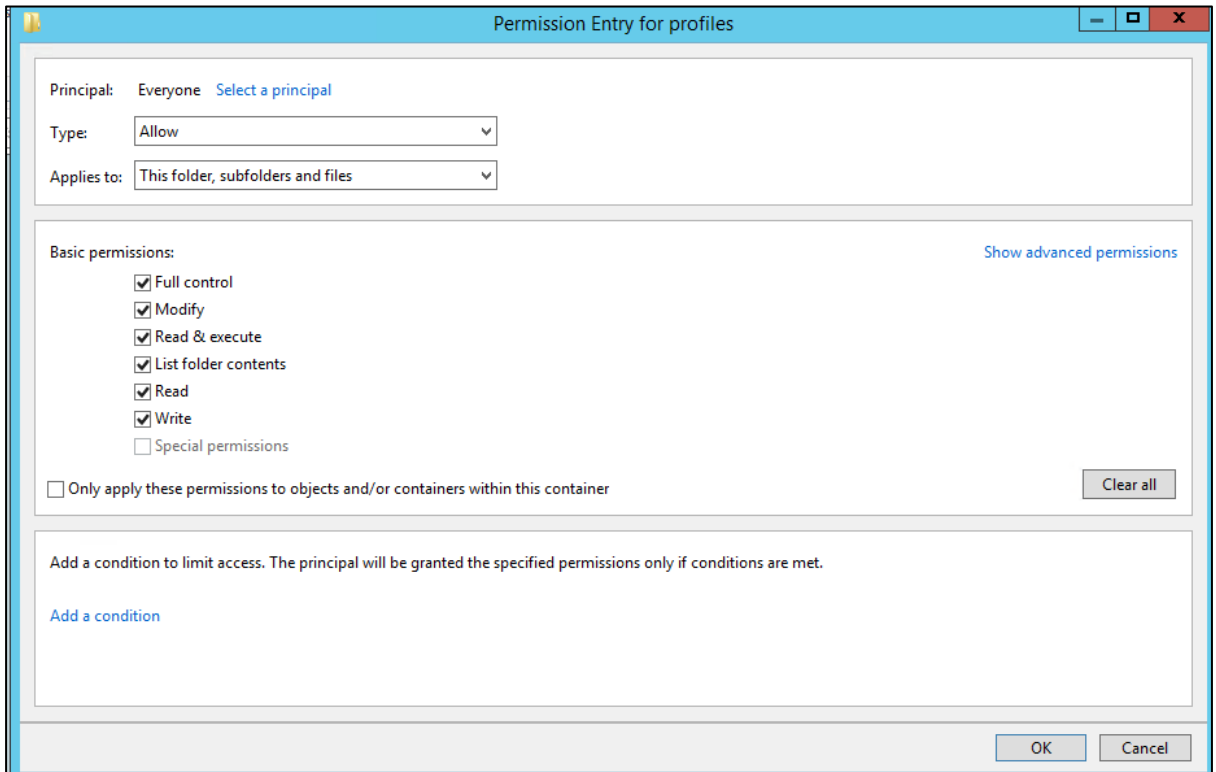 Permission Entry for profiles
Principal: Everyone Select a principal
Type: Allow
Applies to: This folder, subfolders and files
Basic permissions: Show advanced permissions
Full control
Modify
Read & execute
List folder contents
Read
Write
Special permissions
Only apply these permissions to objects and/or containers within this container Clear all
Add a condition to limit access. The principal will be granted the specified permissions only if conditions are met.
Add a condition
OK Cancel